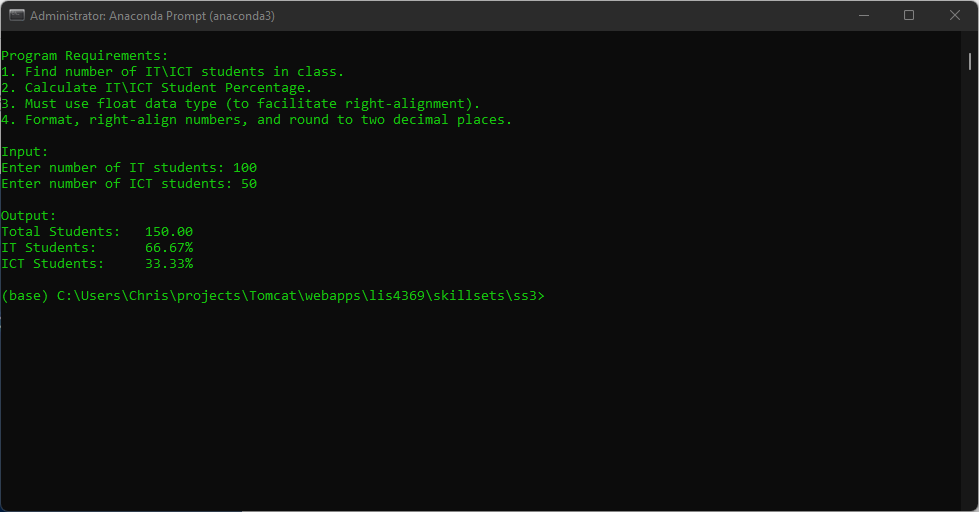 Administrator: Anaconda Prompt (anaconda3)
Program Requirements:
1. Find number of IT\ICT students in class.
2. Calculate IT\ICT Student Percentage.
3. Must use float data type (to facilitate right-alignment).
4. Format, right-align numbers, and round to two decimal places.
Input:
Enter number of IT students: 100
Enter number of ICT students: 50
Output:
Total Students:   150.00
IT Students:      66.67%
ICT Students:     33.33%
(base) C:\Users\Chris\projects\Tomcat\webapps\lis4369\skillsets\ss3>